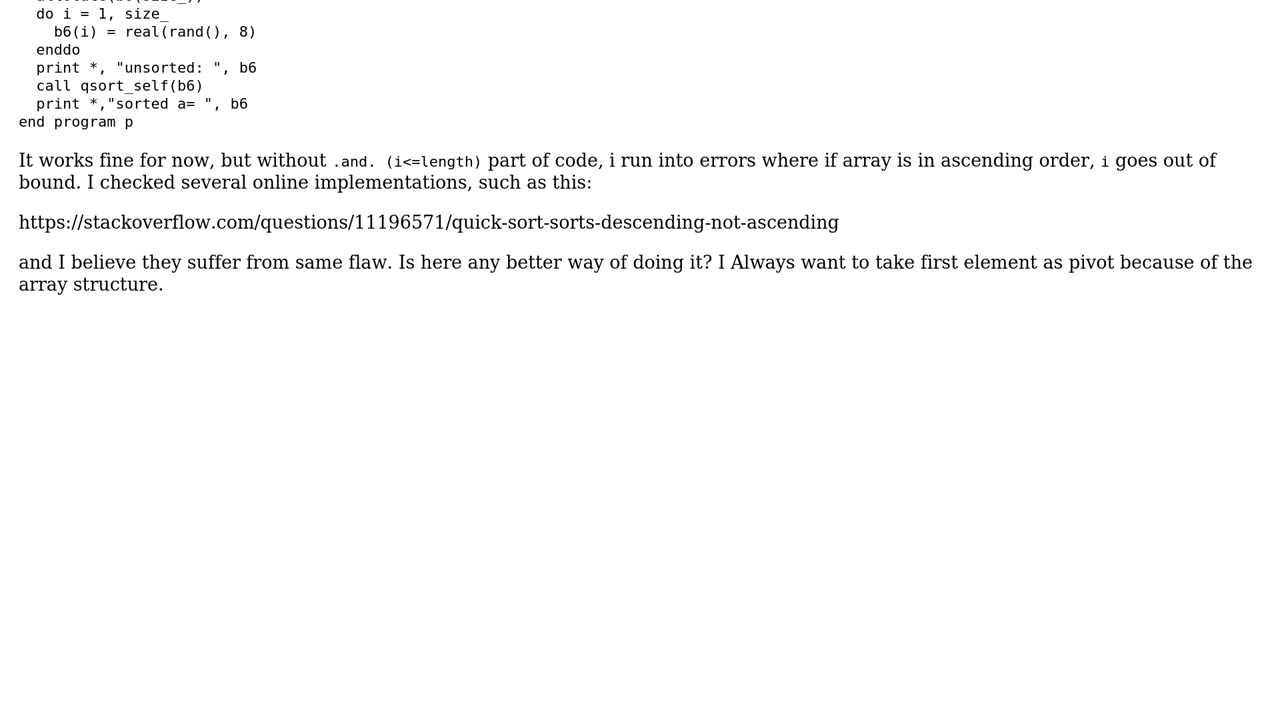 do i = 1, size_
b6(i) = real(rand(), 8)
enddo
print *, "unsorted: ", b6
call qsort_self(b6)
print *,"sorted a= ", b6
end program p
It works fine for now, but without .and. (i<=length) part of code, i run into errors where if array is in ascending order, i goes out of
bound. I checked several online implementations, such as this:
https://stackoverflow.com/questions/11196571/quick-sort-sorts-descending-not-ascending
and I believe they suffer from same flaw. Is here any better way of doing it? I Always want to take first element as pivot because of the
array structure.